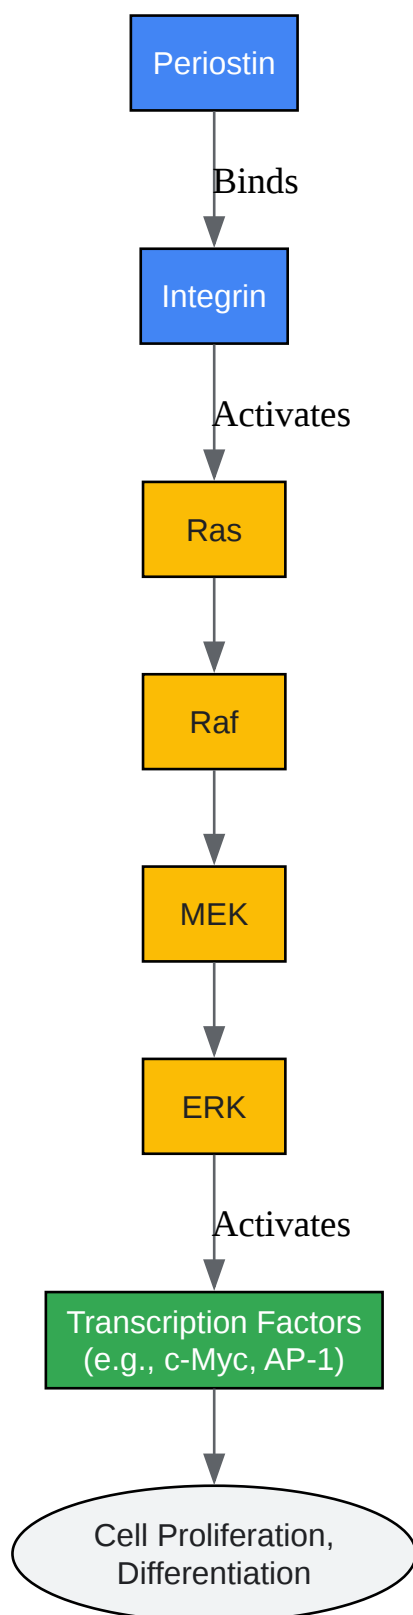 Periostin
Binds
Integrin
Activates
Ras
Raf
MEK
ERK
Activates
Transcription Factors
(e.g., c-Myc, AP-1)
Cell Proliferation,
Differentiation